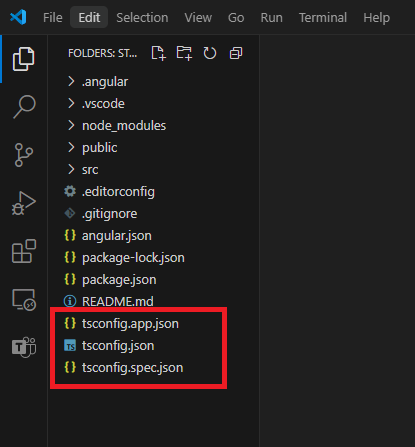 File Edit Selection View Go Run Terminal Help
FOLDERS: ST...
.angular
.vscode
node_modules
public
src
.editorconfig
.gitignore
{} angular.json
{} package-lock.json
{} package.json
README.md
{} tsconfig.app.json
TS tsconfig.json
{} tsconfig.spec.json